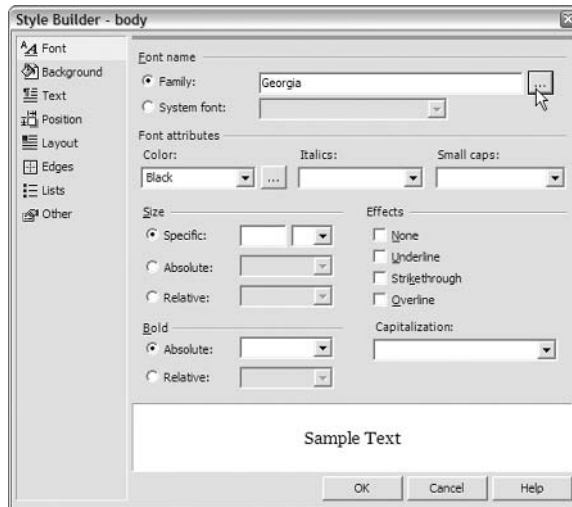 Style Builder - body
Font
Background
Text
Position
Layout
Edges
Lists
Other
Font name
Family: Georgia ...
System font:
Font attributes
Color: Italics: Small caps:
Black ...
Size Effects
Specific: None
Underline
Absolute: Strikethrough
Relative: Overline
Bold Capitalization:
Absolute:
Relative:
Sample Text
OK Cancel Help